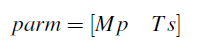 parm = [Mp Ts]